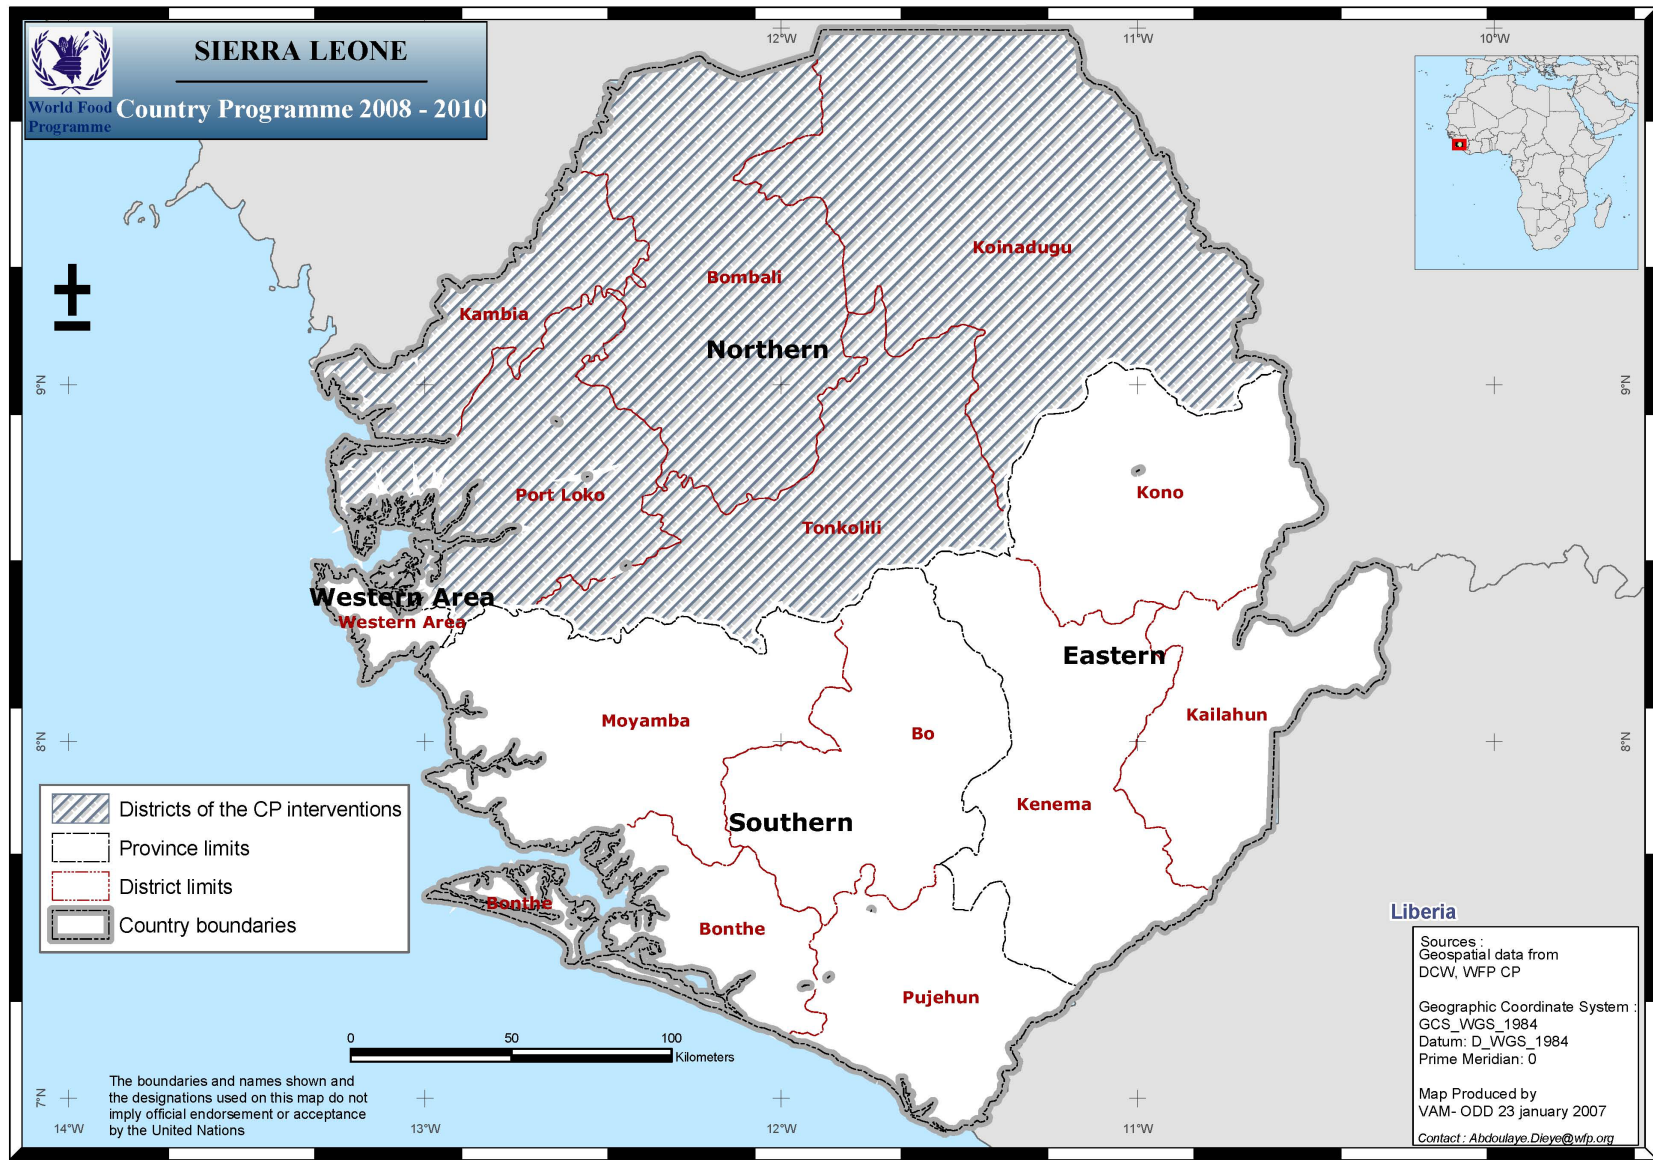 SIERRA LEONE
World Food
Programme
Country Programme 2008 - 2010
12°W
11°W
10°W
Koinadugu
Bombali
Kambia
Northern
9°N
9°N
Port Loko
Kono
Tonkolili
Western Area
Western Area
Eastern
Moyamba
Kailahun
Bo
8°N
8°N
Kenema
Southern
Districts of the CP interventions
Province limits
District limits
Country boundaries
Bonthe
Bonthe
Pujehun
Liberia
Sources :
Geospatial data from
DCW, WFP CP
Geographic Coordinate System :
GCS_WGS_1984
Datum: D_WGS_1984
Prime Meridian: 0
Map Produced by
VAM- ODD 23 january 2007
Contact : Abdoulaye.Dieye@wfp.org
0 50 100
Kilometers
The boundaries and names shown and
the designations used on this map do not
imply official endorsement or acceptance
by the United Nations
7°N
14°W
13°W
12°W
11°W